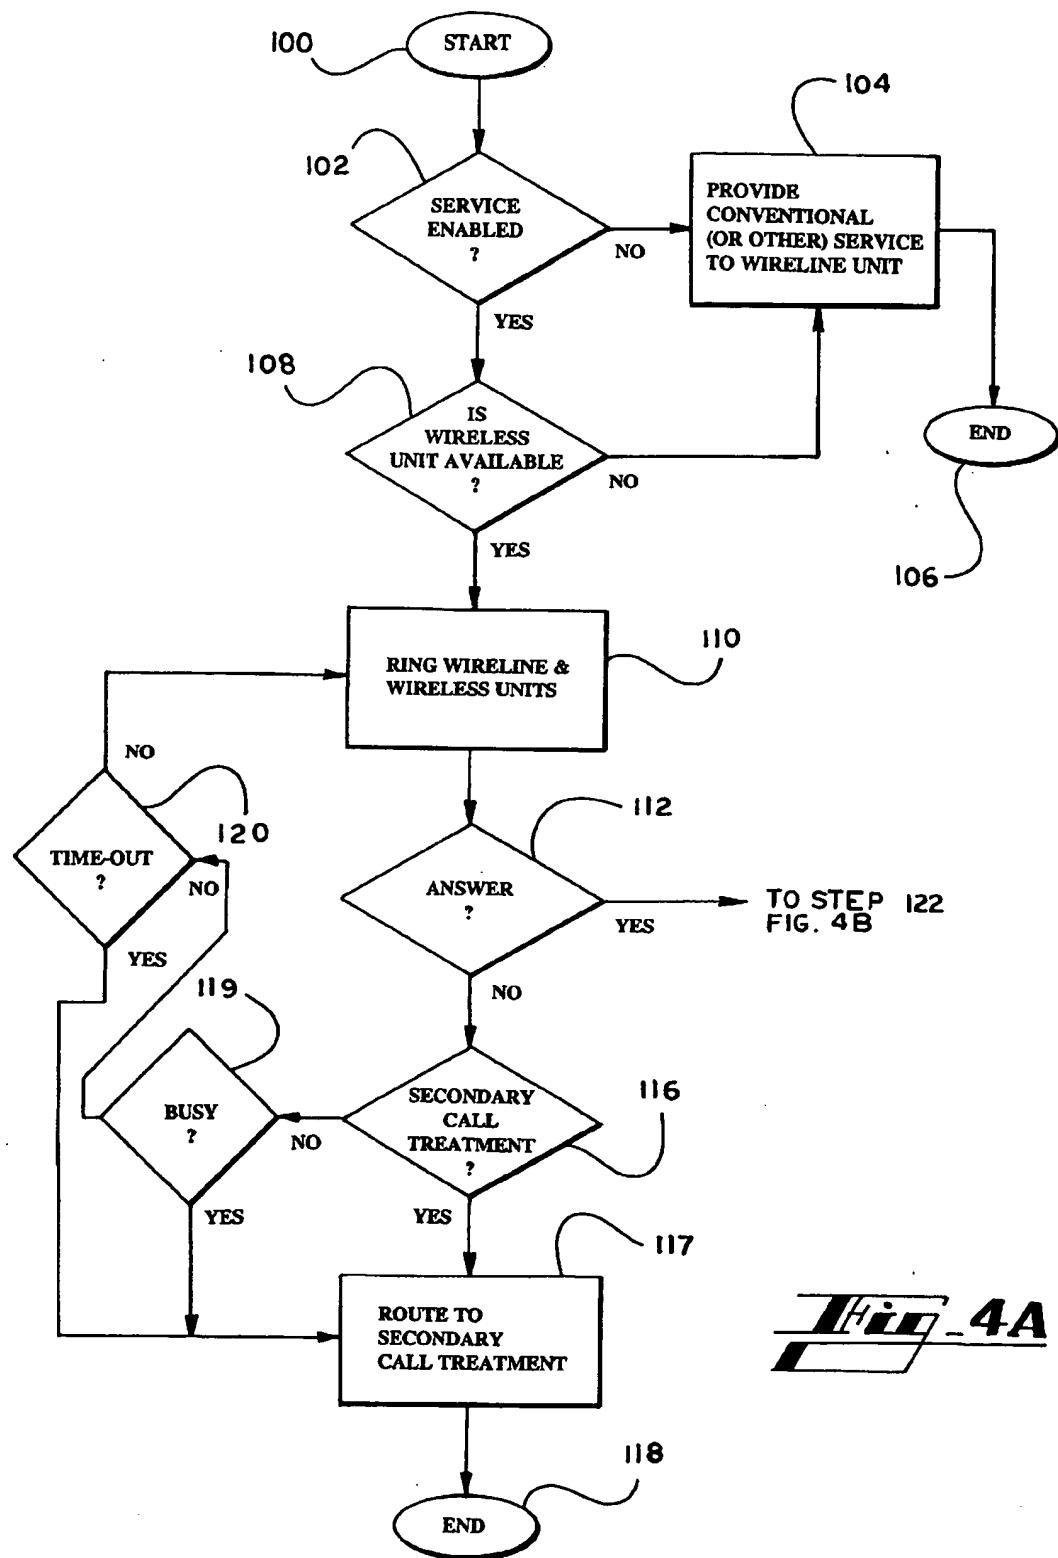 100
START
104
102
SERVICE
ENABLED
?
NO
PROVIDE
CONVENTIONAL
(OR OTHER) SERVICE
TO WIRELINE UNIT
YES
108
IS
WIRELESS
UNIT AVAILABLE
?
NO
END
YES
106
110
RING WIRELINE &
WIRELESS UNITS
NO
120
TIME-OUT
?
NO
YES
112
ANSWER
?
YES
TO STEP 122
FIG. 4B
NO
119
BUSY
?
NO
YES
SECONDARY
CALL
TREATMENT
?
116
YES
117
ROUTE TO
SECONDARY
CALL TREATMENT
Fig_4A
118
END